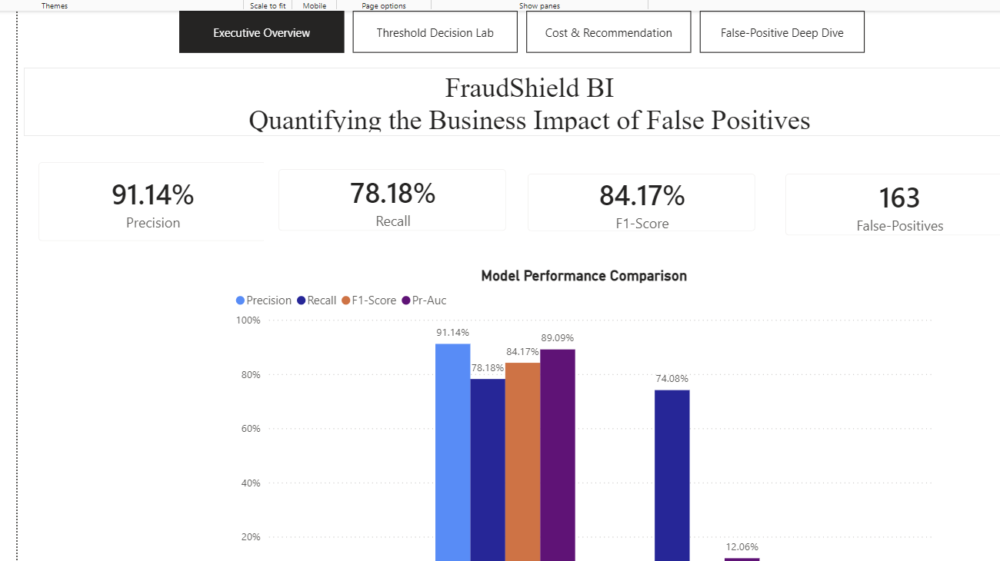 Themes Scale to fit Mobile Page options Show panes
Executive Overview Threshold Decision Lab Cost & Recommendation False-Positive Deep Dive
FraudShield BI
Quantifying the Business Impact of False Positives
91.14% 78.18% 84.17% 163
Precision Recall F1-Score False-Positives
Model Performance Comparison
Precision Recall F1-Score Pr-Auc
100%
91.14% 89.09%
84.17%
78.18%
80% 74.08%
60%
40%
20%
12.06%